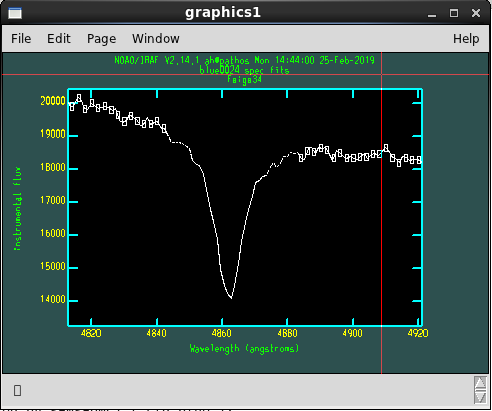 graphics1
File Edit Page Window Help
NOAO/IRAF V2.14.1 ah@pathos Mon 14:44:00 25-Feb-2019
blue0024 spec fits
feige34
20000
19000
18000
17000
16000
15000
14000
Instrumental flux
4820 4840 4860 4880 4900 4920
Wavelength (angstroms)